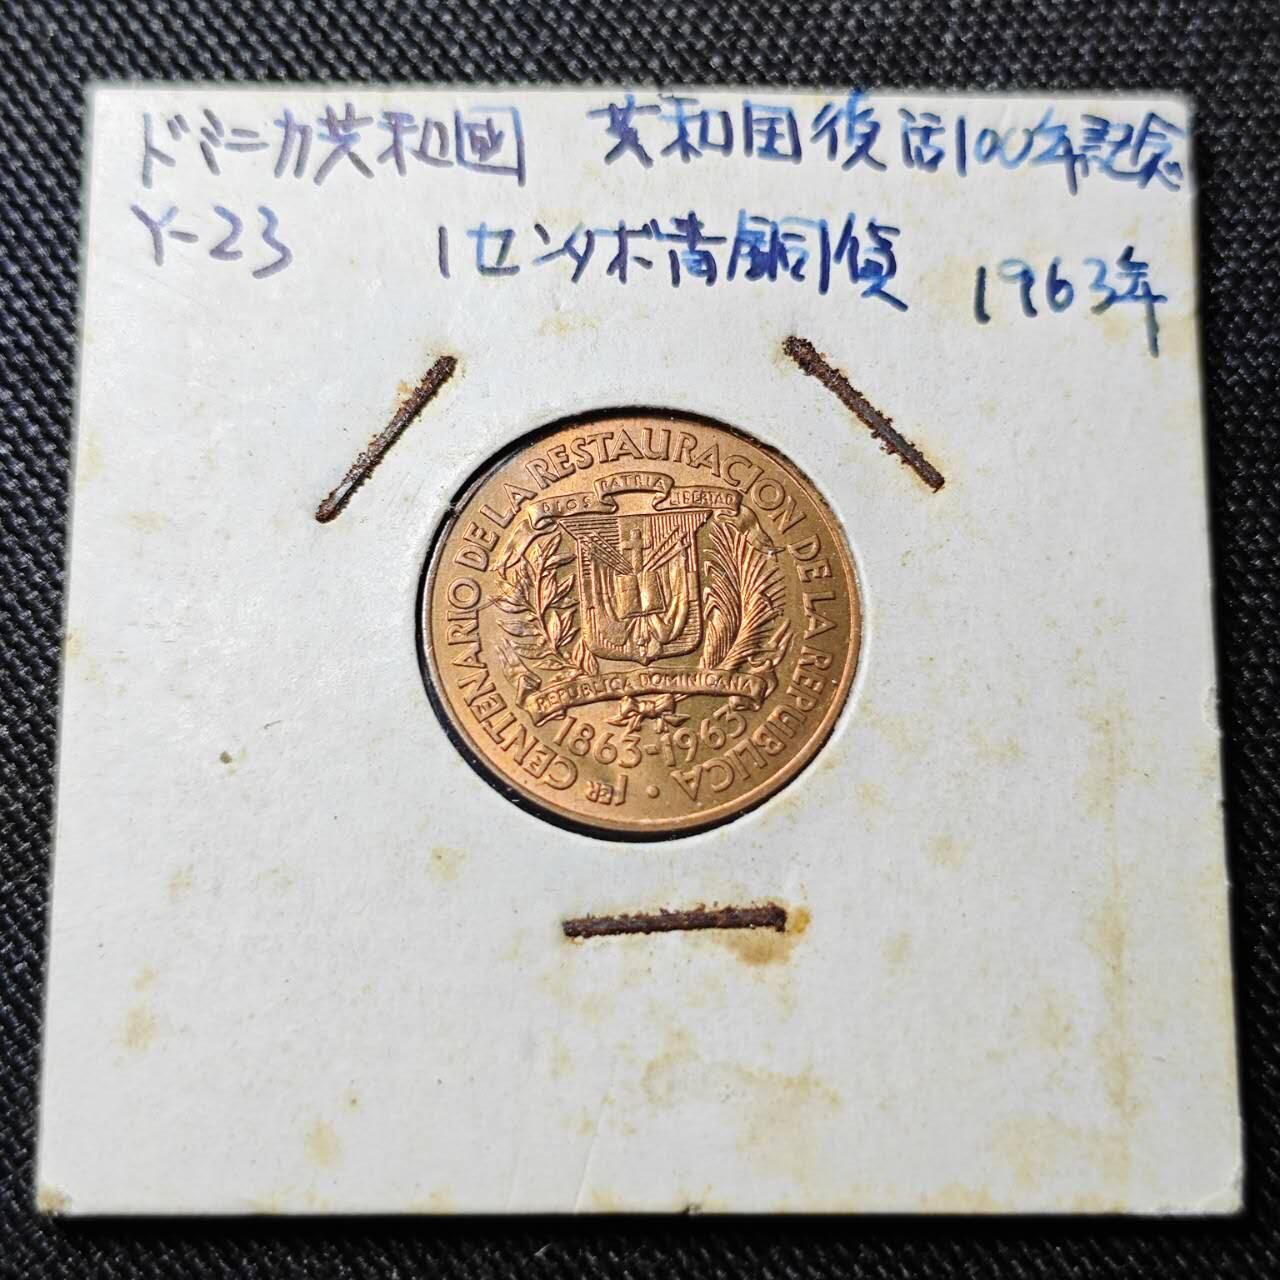 ドミニカ共和國 共和国復活100年記念
Y-23 1センタボ青銅貨 1963年
1ER CENTENARIO DE LA RESTAURACION DE LA REPUBLICA
DIOS PATRIA LIBERTAD
REPUBLICA DOMINICANA
1863-1963